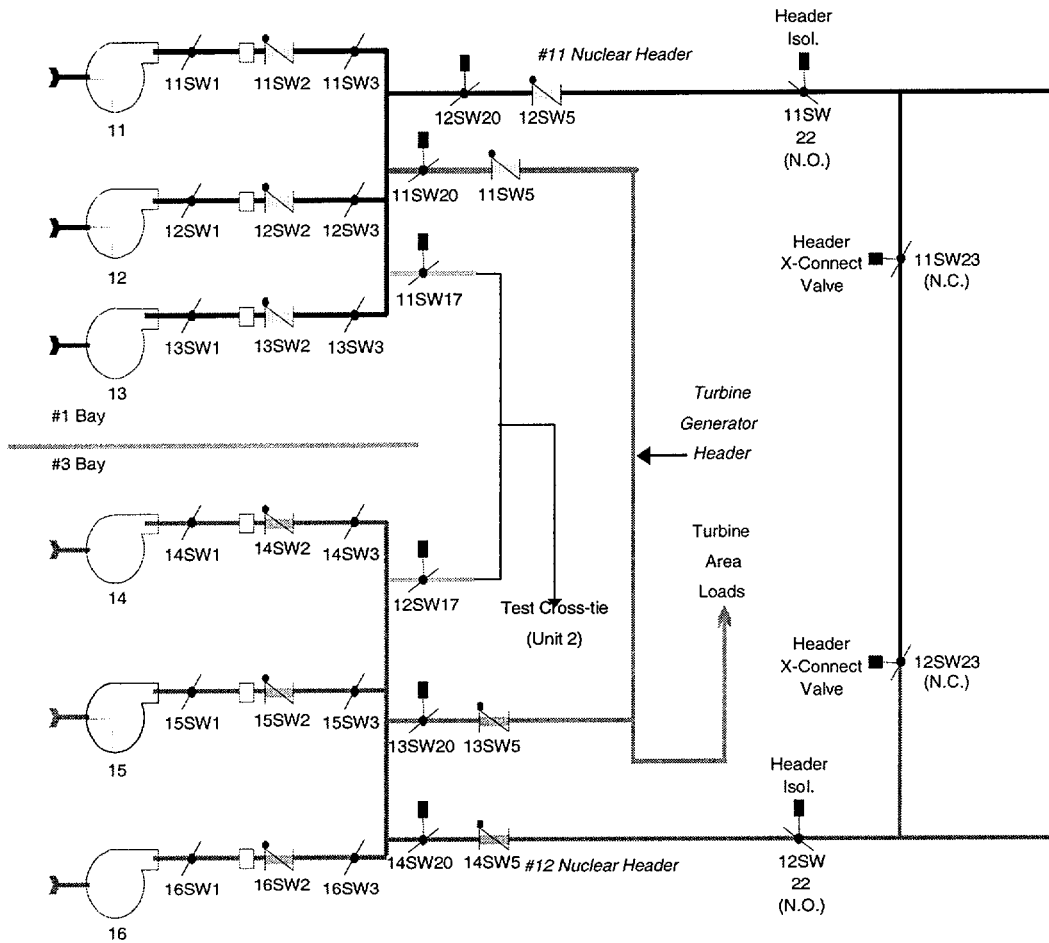 Header
Isol.
#11 Nuclear Header
11SW1
11SW2
11SW3
12SW20
12SW5
11SW
22
(N.O.)
11
11SW20
11SW5
12SW1
12SW2
12SW3
12
Header
X-Connect
Valve
11SW23
(N.C.)
11SW17
13SW1
13SW2
13SW3
13
#1 Bay
Turbine
Generator
Header
#3 Bay
14SW1
14SW2
14SW3
14
Turbine
Area
Loads
12SW17
Test Cross-tie
(Unit 2)
Header
X-Connect
Valve
12SW23
(N.C.)
15SW1
15SW2
15SW3
13SW20
13SW5
15
Header
Isol.
16SW1
16SW2
16SW3
14SW20
14SW5
#12 Nuclear Header
12SW
22
(N.O.)
16